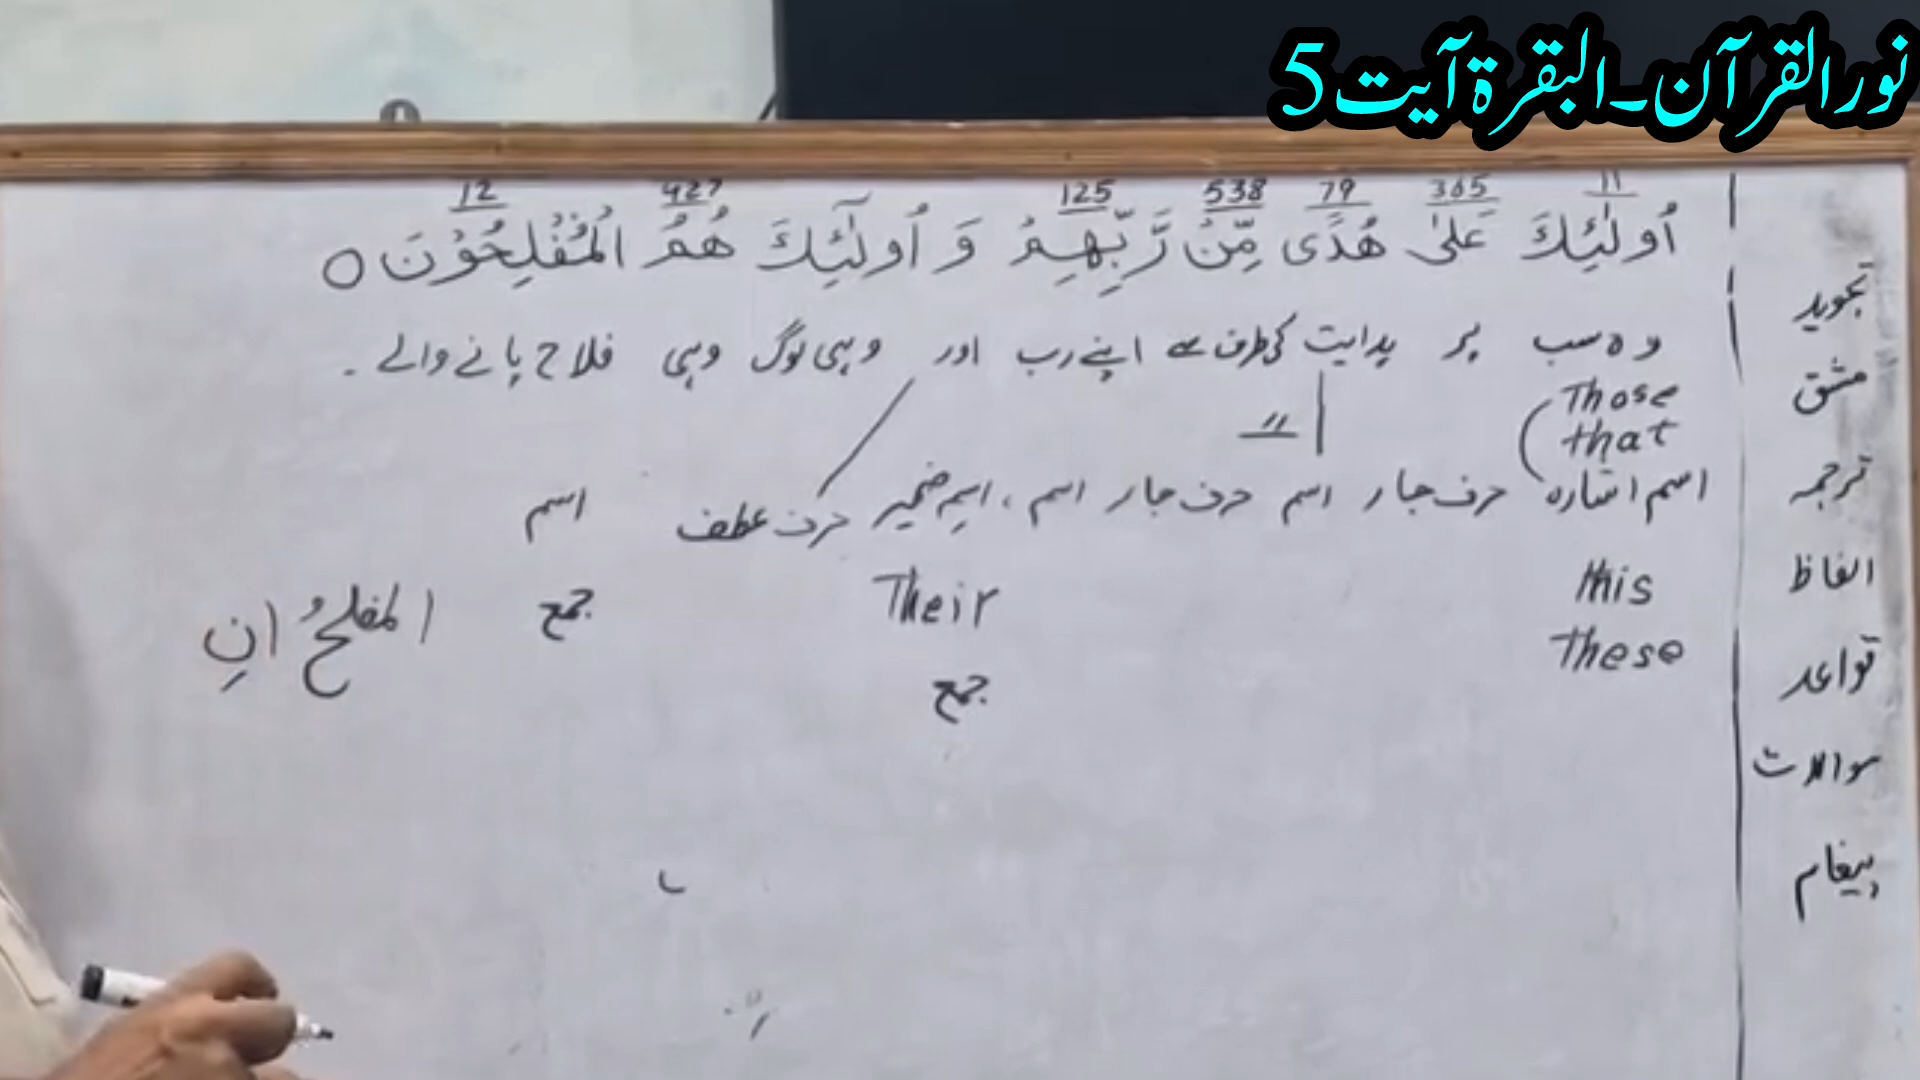 نور القرآن۔ البقرۃ آیت 5
11 365 79 538 125 427 12
اُولٰٓئِكَ عَلٰى هُدًى مِّنْ رَّبِّهِمْ وَ اُولٰٓئِكَ هُمُ الْمُفْلِحُوْنَ ○
وہ سب پر ہدایت کی طرف سے اپنے رب اور وہی لوگ وہی فلاح پانے والے ۔
Those
that
〃
اسم اشارہ حرف جار اسم حرف جار اسم ، اسم ضمیر حرف عطف اسم
this Their جمع المفلحُ انِ
These
جمع
تجوید
مشق
ترجمہ
الفاظ
قواعد
سوالات
پیغام